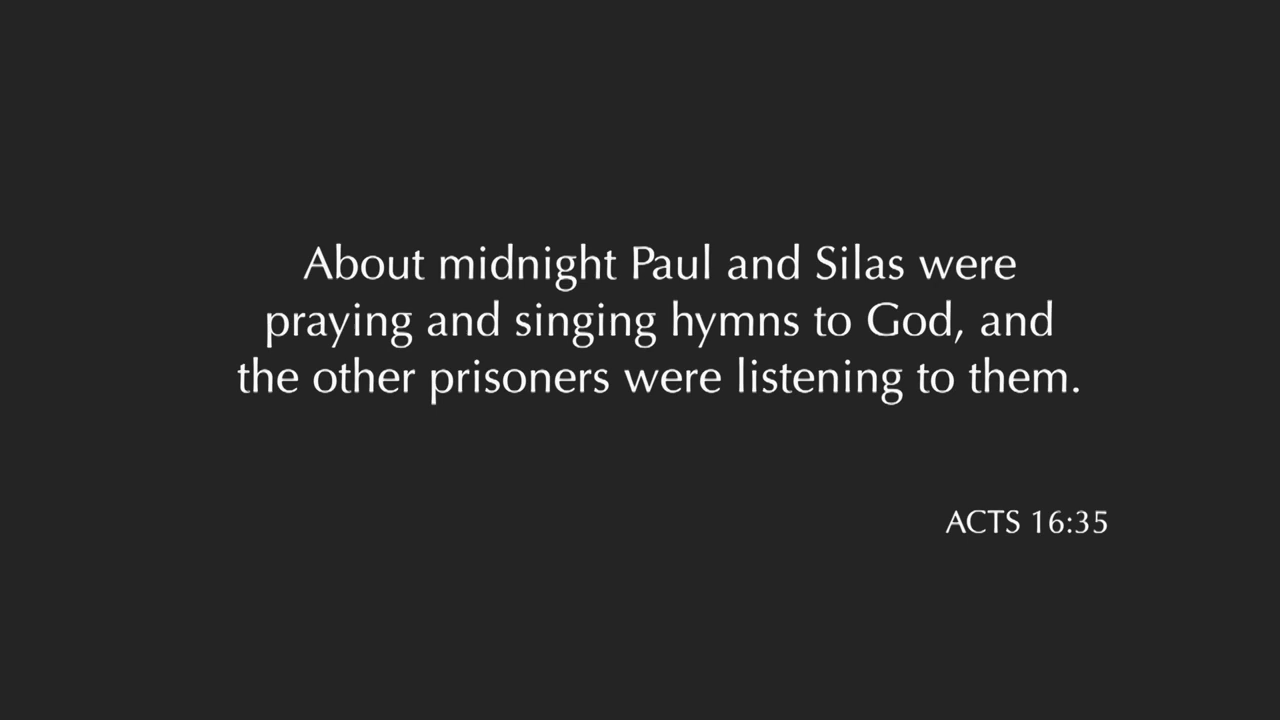 About midnight Paul and Silas were
praying and singing hymns to God, and
the other prisoners were listening to them.
ACTS 16:35